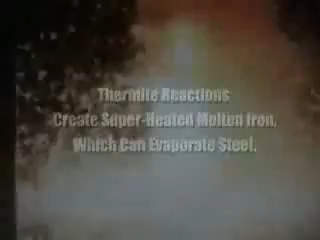 Thermite Reactions
Create Super-Heated Molten Iron,
Which Can Evaporate Steel.